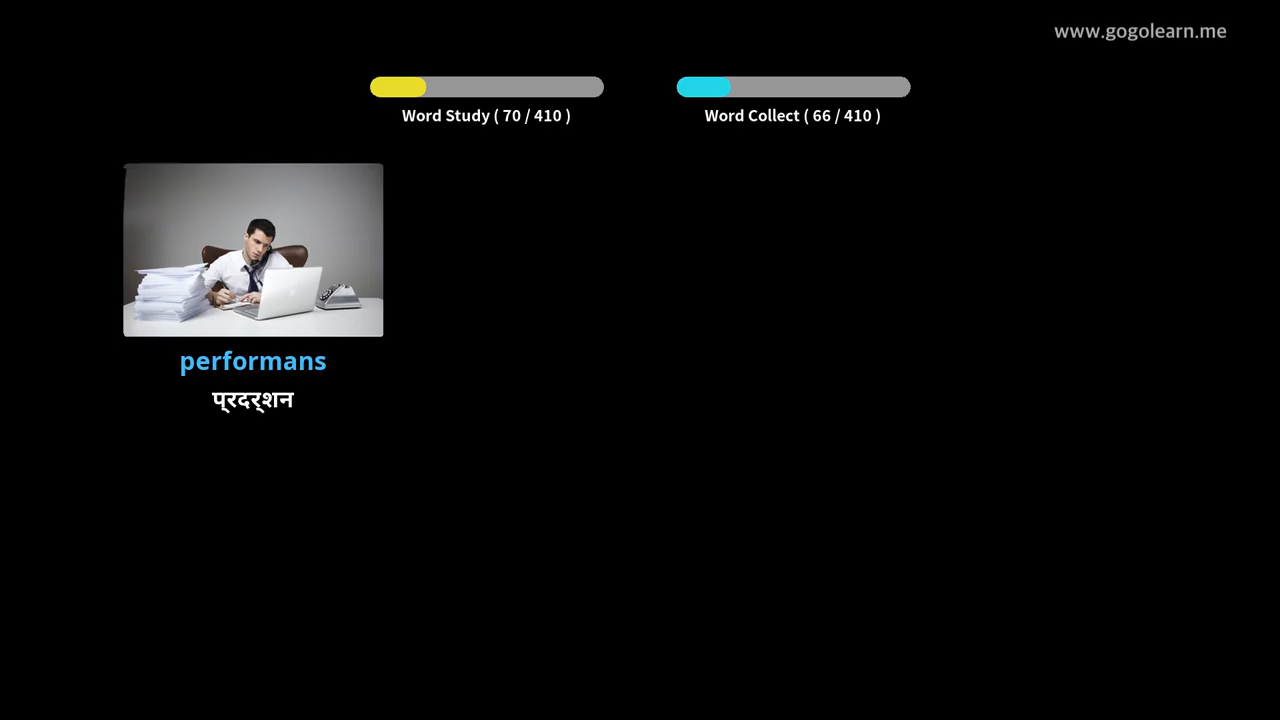 www.gogolearn.me
Word Study ( 70 / 410 )
Word Collect ( 66 / 410 )
performans
प्रदर्शन